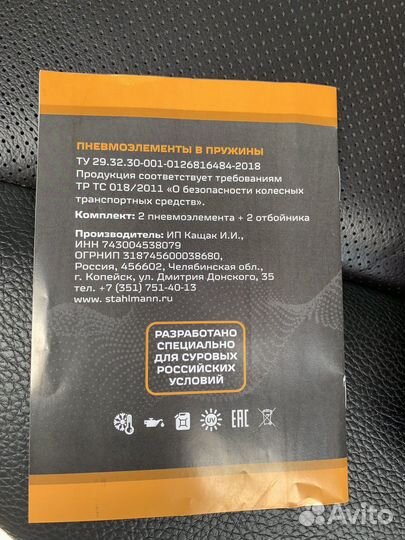 ПНЕВМОЭЛЕМЕНТЫ В ПРУЖИНЫ
ТУ 29.32.30-001-0126816484-2018
Продукция соответствует требованиям
ТР ТС 018/2011 «О безопасности колесных
транспортных средств».
Комплект: 2 пневмоэлемента + 2 отбойника
Производитель: ИП Кащак И.И.,
ИНН 743004538079
ОГРНИП 318745600038680,
Россия, 456602, Челябинская обл.,
г. Копейск, ул. Дмитрия Донского, 35
тел. +7 (351) 751-40-13
www.stahlmann.ru
РАЗРАБОТАНО
СПЕЦИАЛЬНО
ДЛЯ СУРОВЫХ
РОССИЙСКИХ
УСЛОВИЙ
UV EAC
Avito